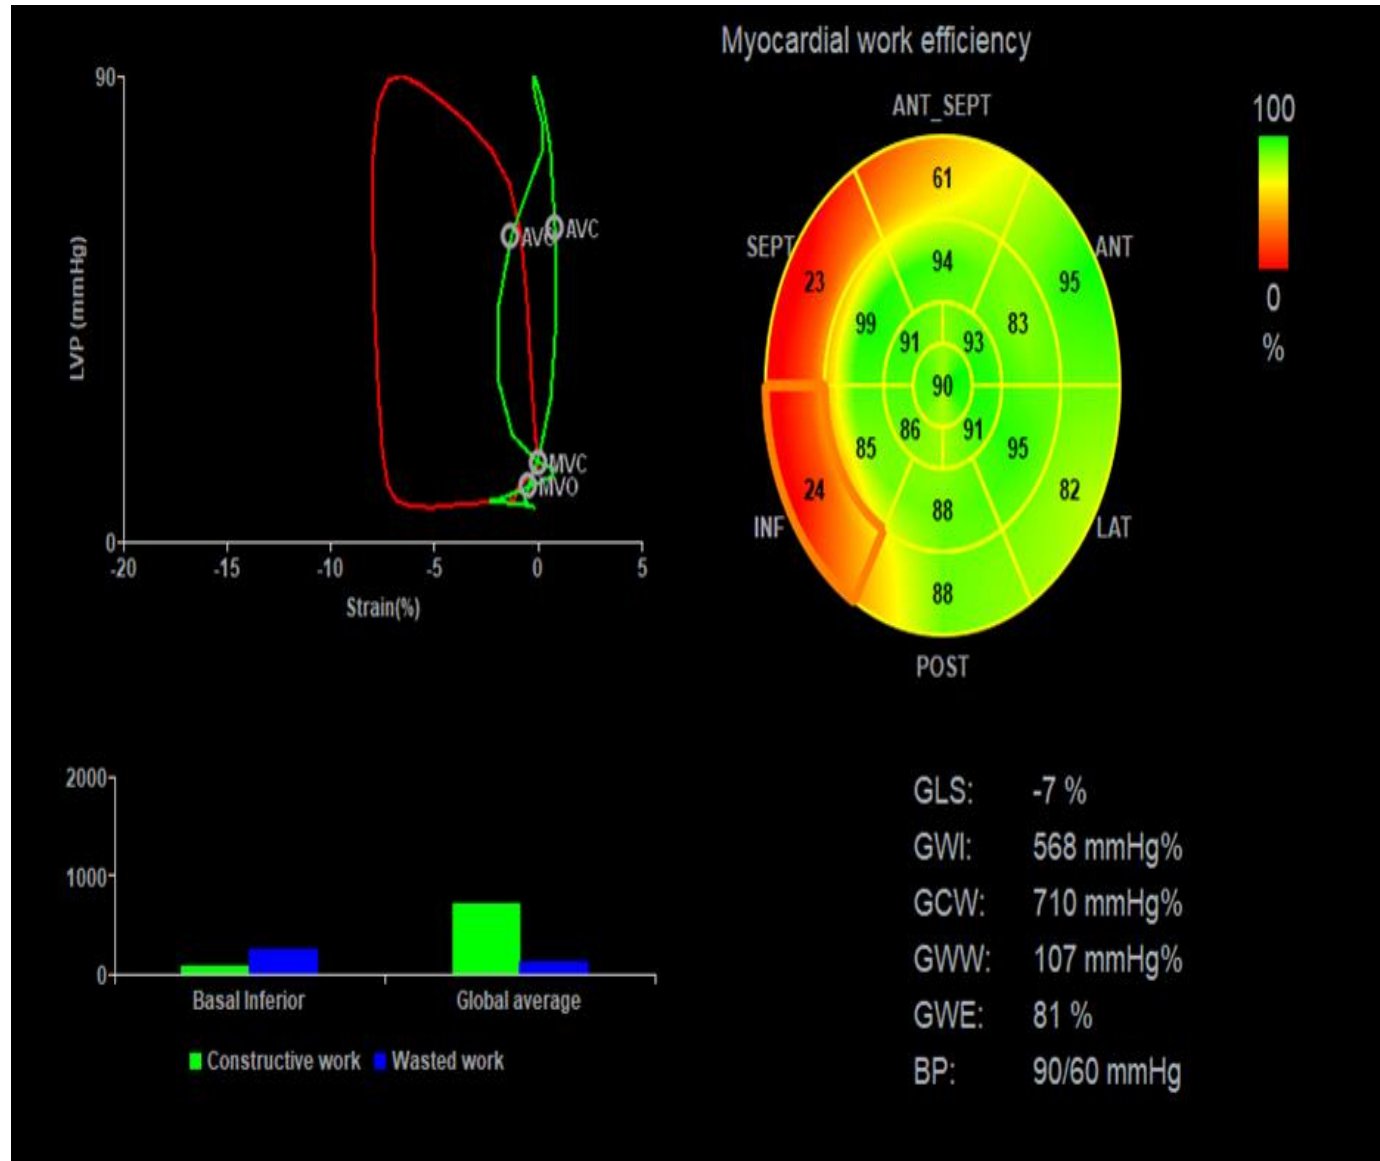 Myocardial work efficiency
90
LVP (mmHg)
0
-20 -15 -10 -5 0 5
Strain(%)
AVO AVC
MVC
MVO
ANT_SEPT
SEPT
ANT
INF
LAT
POST
61
23 95
94
99 83
91 93
90
86 91
85 95
24 82
88
88
100
0
%
2000
1000
0
Basal Inferior Global average
Constructive work Wasted work
GLS: -7 %
GWI: 568 mmHg%
GCW: 710 mmHg%
GWW: 107 mmHg%
GWE: 81 %
BP: 90/60 mmHg